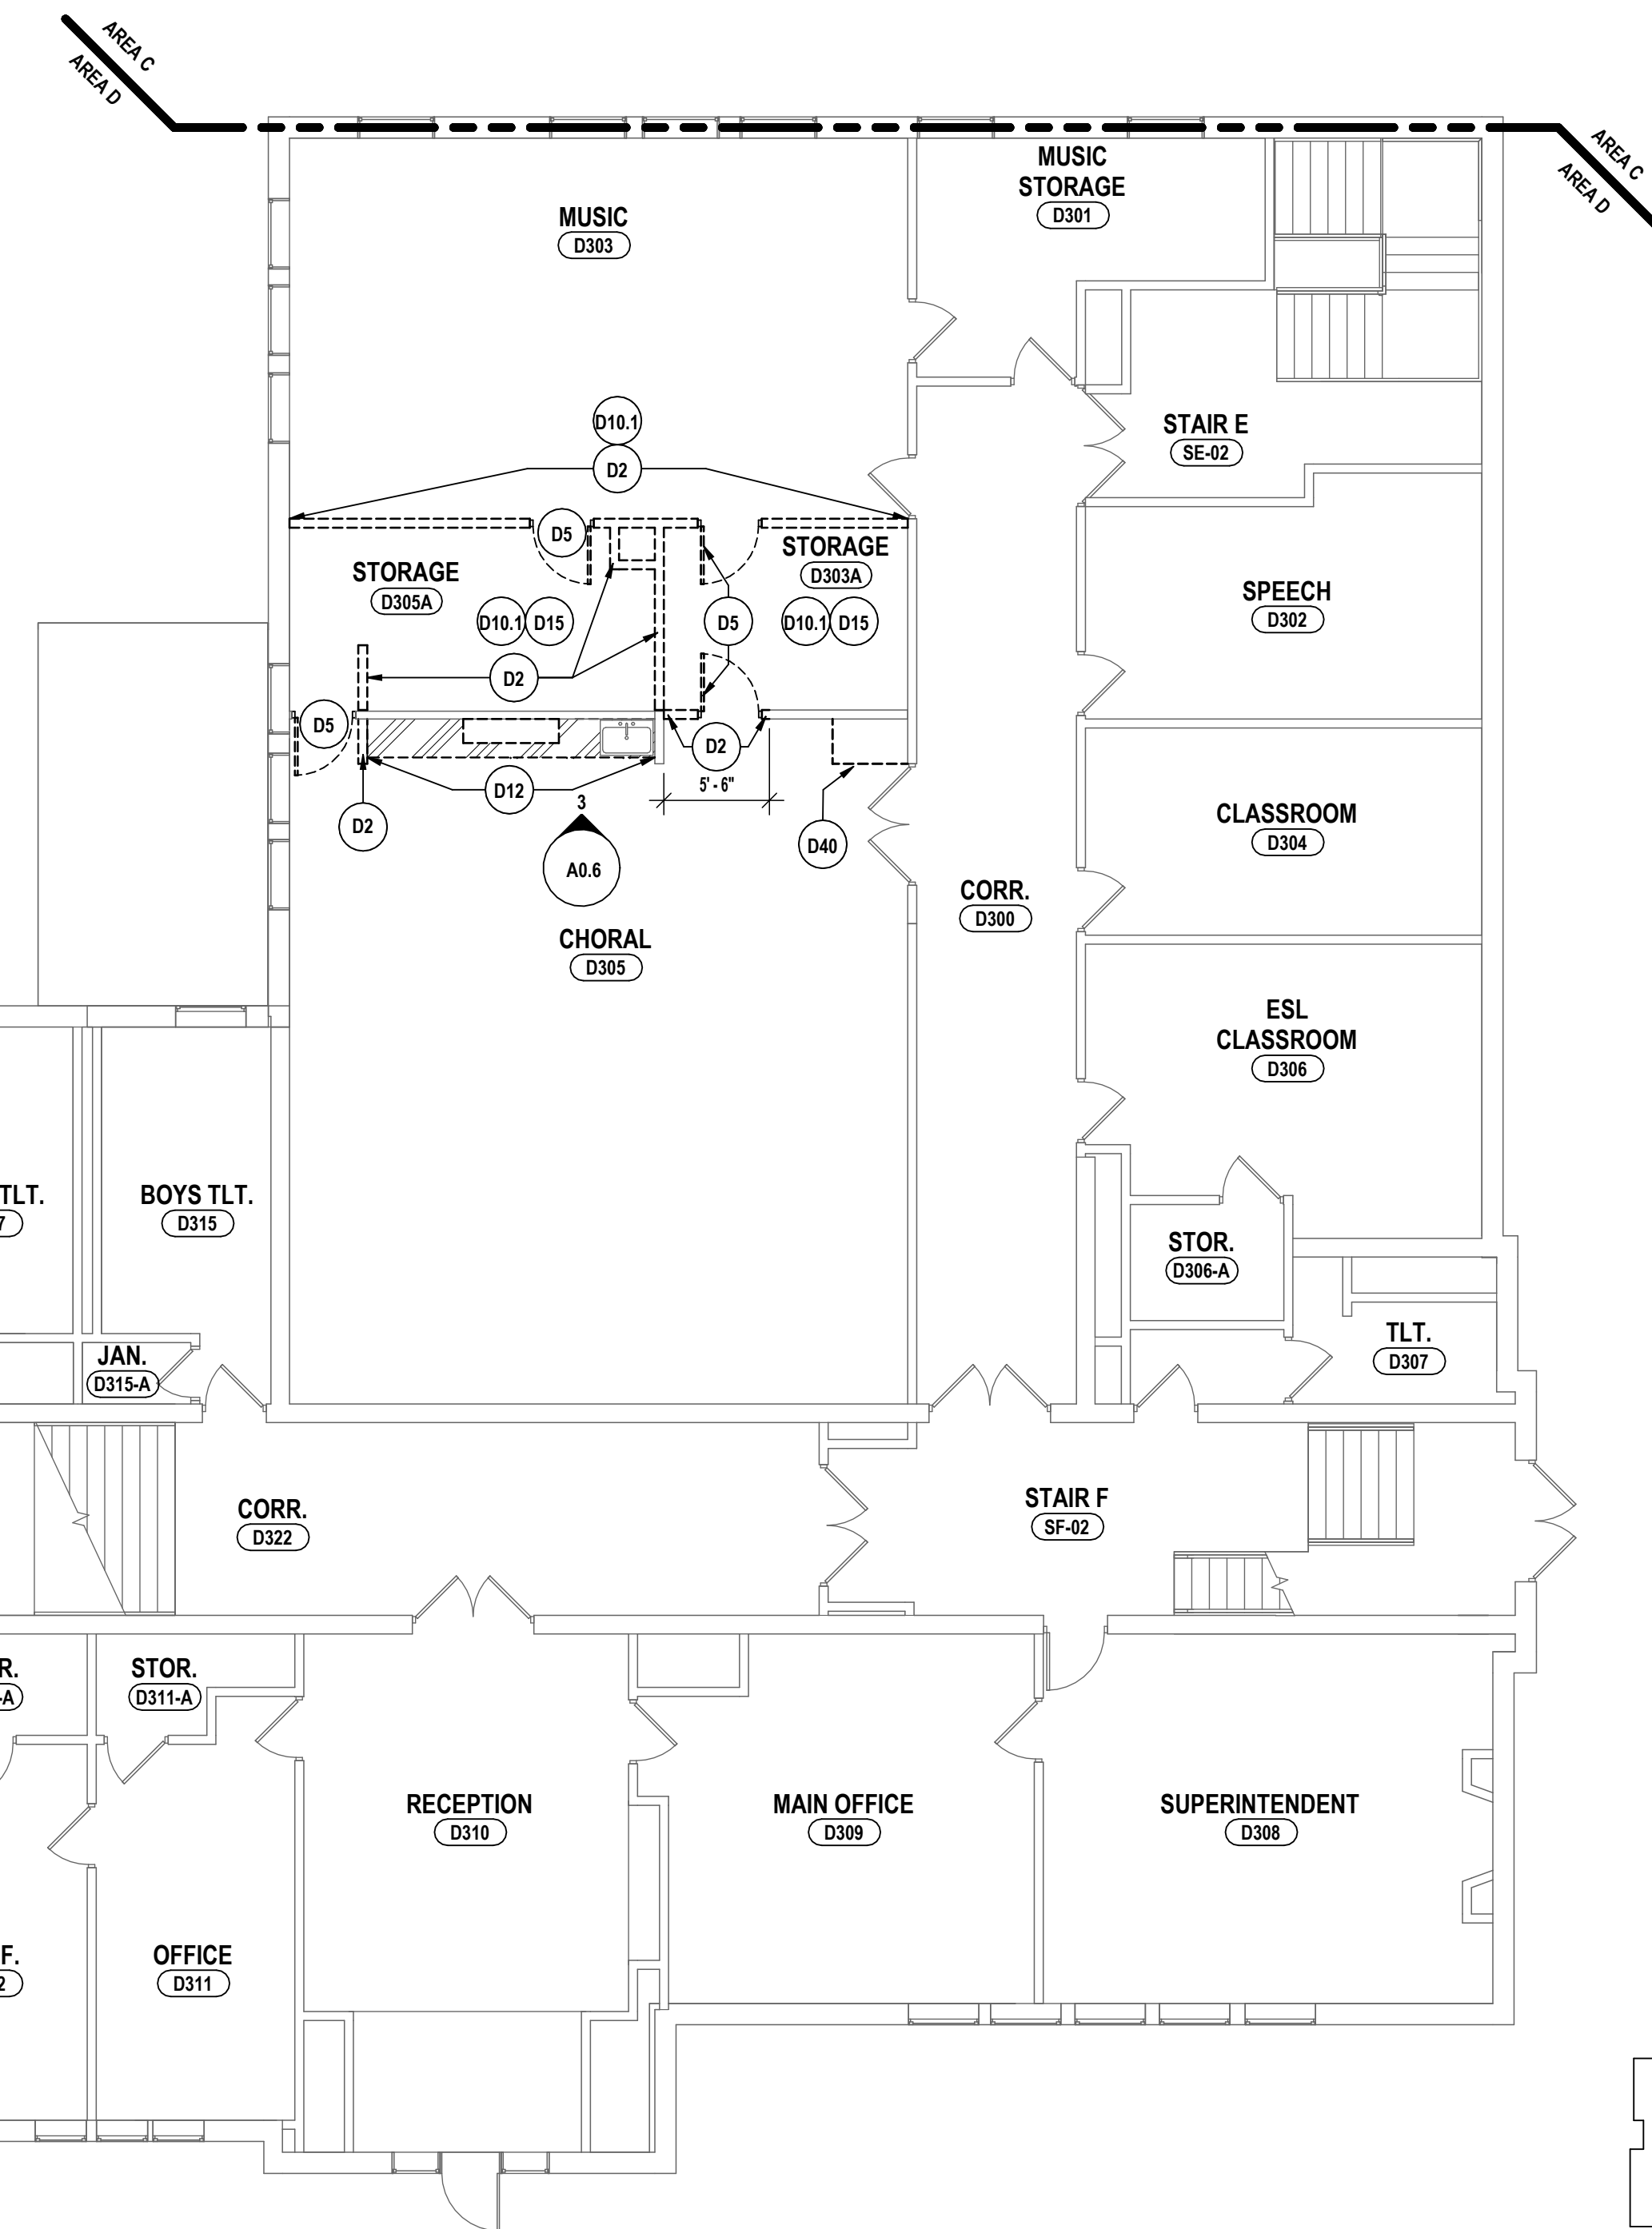 AREA C
AREA D
AREA C
AREA D
MUSIC
STORAGE
D301
MUSIC
D303
STAIR E
SE-02
D10.1
D2
D5
STORAGE
D303A
STORAGE
D305A
D10.1
D15
D5
D10.1
D15
SPEECH
D302
D2
D5
D2
D12
5' - 6"
D2
3
A0.6
D40
CLASSROOM
D304
CORR.
D300
CHORAL
D305
ESL
CLASSROOM
D306
TLT.
7
BOYS TLT.
D315
STOR.
D306-A
TLT.
D307
JAN.
D315-A
CORR.
D322
STAIR F
SF-02
R.
-A
STOR.
D311-A
RECEPTION
D310
MAIN OFFICE
D309
SUPERINTENDENT
D308
F.
2
OFFICE
D311